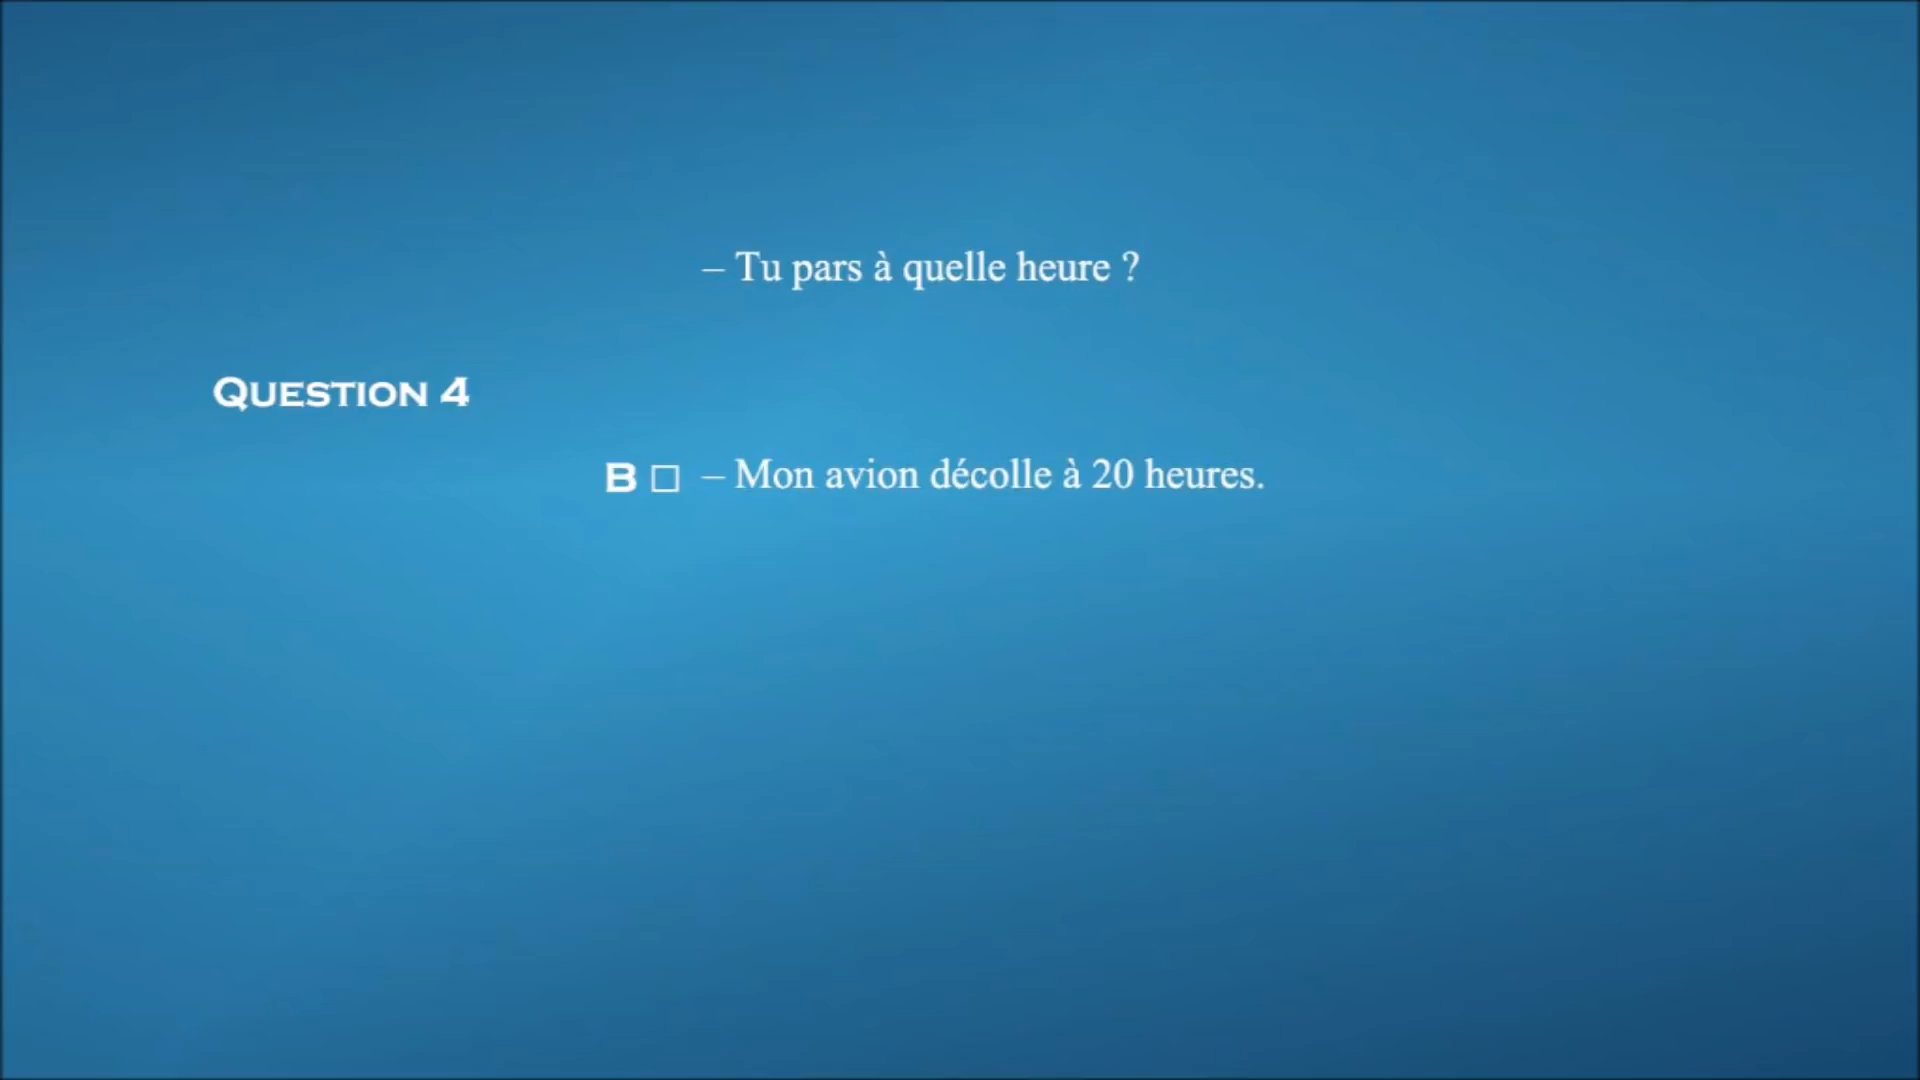 – Tu pars à quelle heure ?
QUESTION 4
B □ – Mon avion décolle à 20 heures.